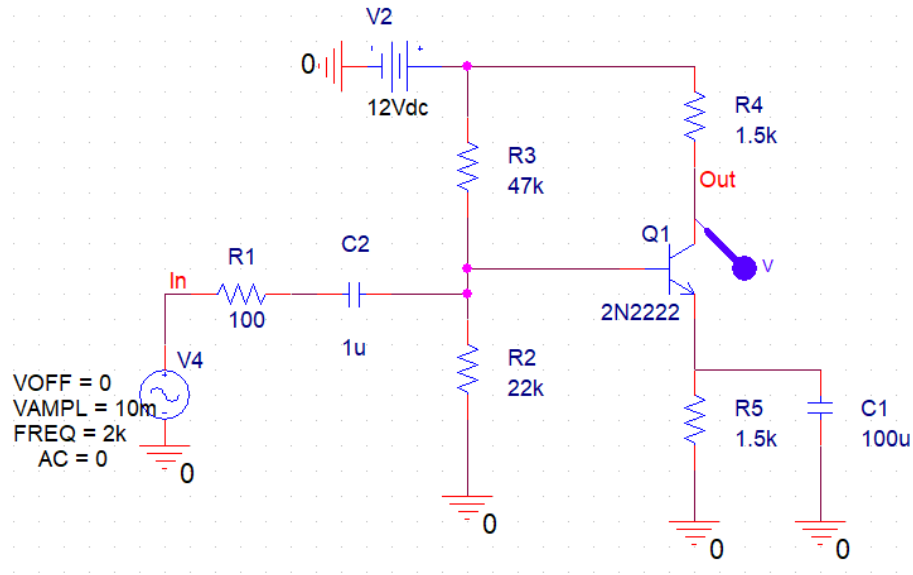 V2
0
- +
12Vdc
R4
1.5k
R3
47k
Out
Q1
V
2N2222
C2
R1
In
100
1u
V4
+
-
VOFF = 0
VAMPL = 10m
FREQ = 2k
AC = 0
0
R2
22k
0
R5
1.5k
C1
100u
0
0